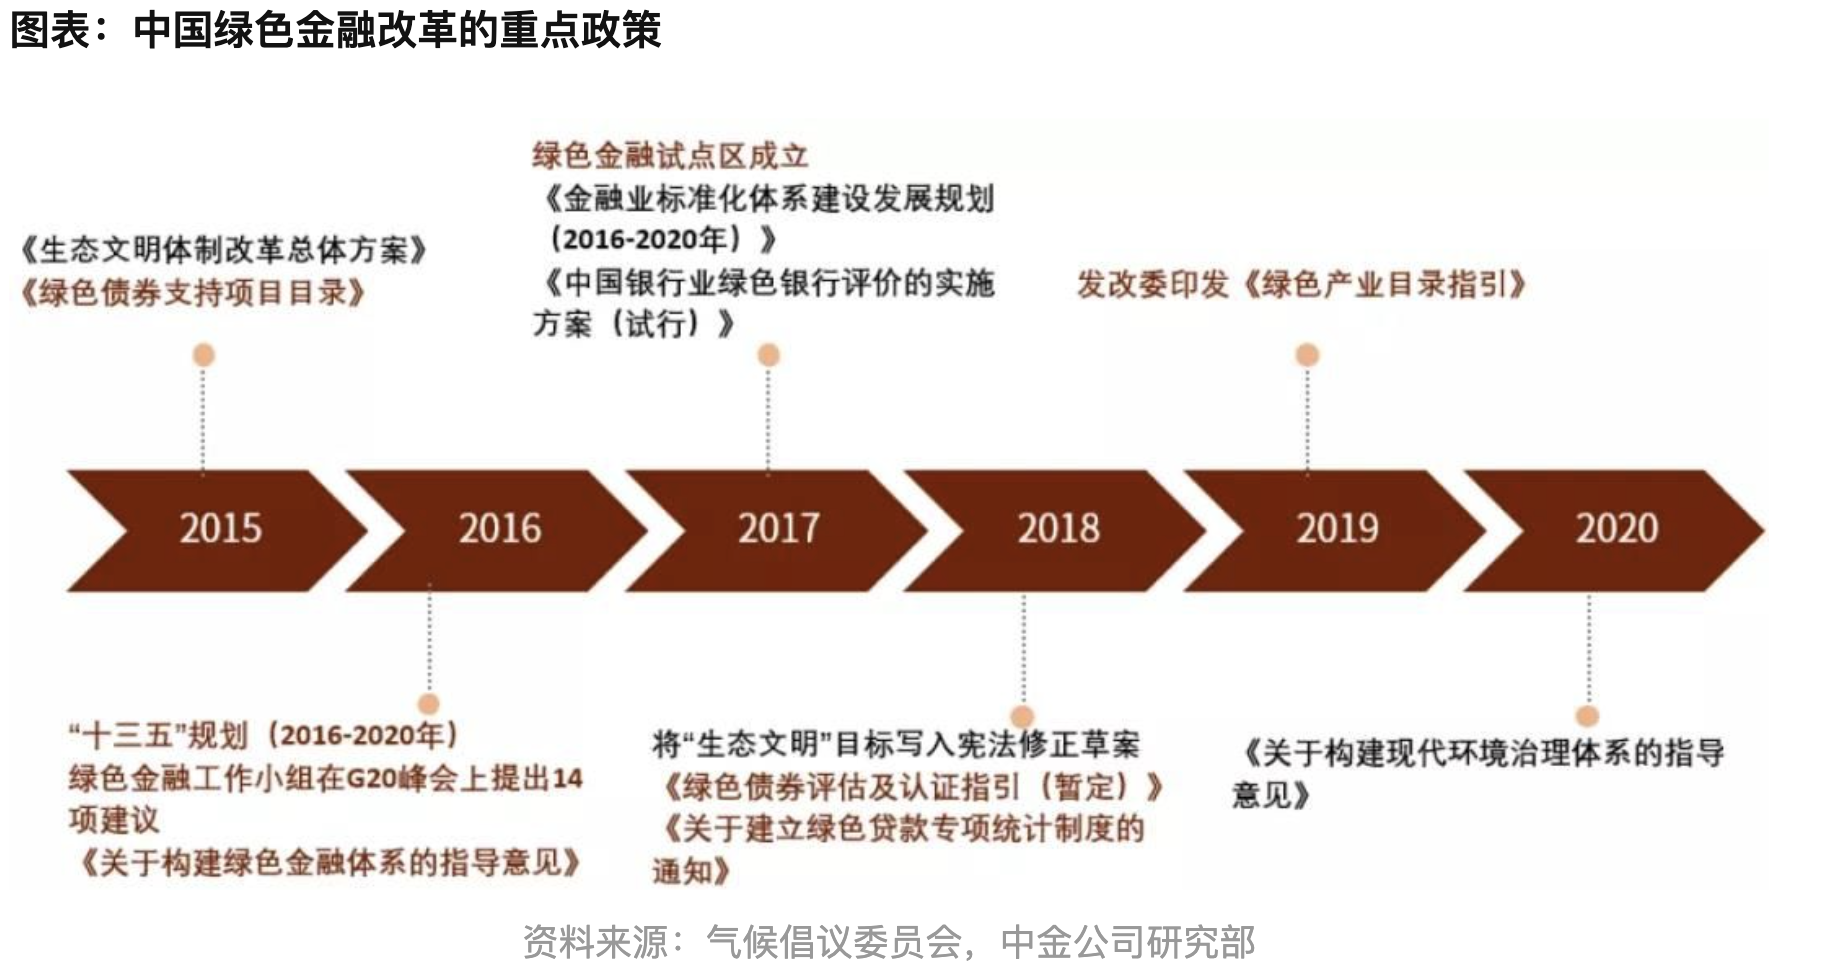 图表：中国绿色金融改革的重点政策
《生态文明体制改革总体方案》
《绿色债券支持项目目录》
绿色金融试点区成立
《金融业标准化体系建设发展规划
（2016-2020年）》
《中国银行业绿色银行评价的实施
方案（试行）》
发改委印发《绿色产业目录指引》
2015
2016
2017
2018
2019
2020
“十三五”规划（2016-2020年）
绿色金融工作小组在G20峰会上提出14
项建议
《关于构建绿色金融体系的指导意见》
将“生态文明”目标写入宪法修正草案
《绿色债券评估及认证指引（暂定）》
《关于建立绿色贷款专项统计制度的
通知》
《关于构建现代环境治理体系的指导
意见》
资料来源：气候倡议委员会，中金公司研究部